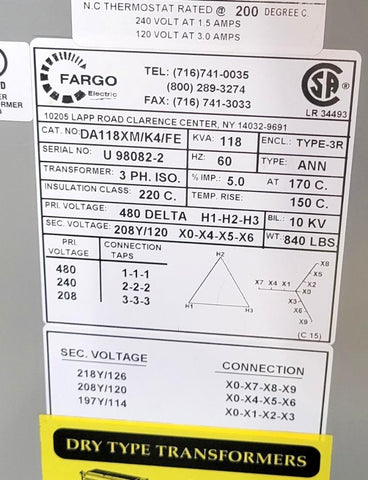 N.C THERMOSTAT RATED @ 200 DEGREE C.
240 VOLT AT 1.5 AMPS
120 VOLT AT 3.0 AMPS
FARGO
Electric
TEL: (716)741-0035
(800) 289-3274
FAX: (716) 741-3033
LR 34493
10205 LAPP ROAD CLARENCE CENTER, NY 14032-9691
CAT. NO: DA118XM/K4/FE KVA: 118 ENCL.: TYPE-3R
SERIAL NO: U 98082-2 HZ: 60 TYPE: ANN
TRANSFORMER: 3 PH. ISO. % IMP.: 5.0 AT 170 C.
INSULATION CLASS: 220 C. TEMP. RISE: 150 C.
PRI. VOLTAGE: 480 DELTA H1-H2-H3 BIL: 10 KV
SEC. VOLTAGE: 208Y/120 X0-X4-X5-X6 WT: 840 LBS
PRI. VOLTAGE CONNECTION TAPS
480 1-1-1
240 2-2-2
208 3-3-3
H2
H1 H3
X8
X5
X2
X7 X4 X1 X0
X3
X6
X9
(C 15)
SEC. VOLTAGE CONNECTION
218Y/126 X0-X7-X8-X9
208Y/120 X0-X4-X5-X6
197Y/114 X0-X1-X2-X3
DRY TYPE TRANSFORMERS